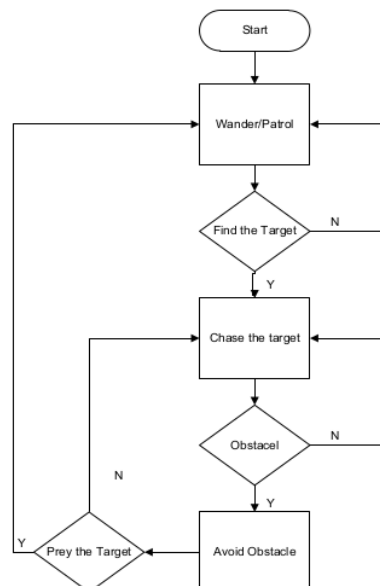 Start
Wander/Patrol
Find the Target
N
Y
Chase the target
Obstacel
N
N
Y
Y
Prey the Target
Avoid Obstacle